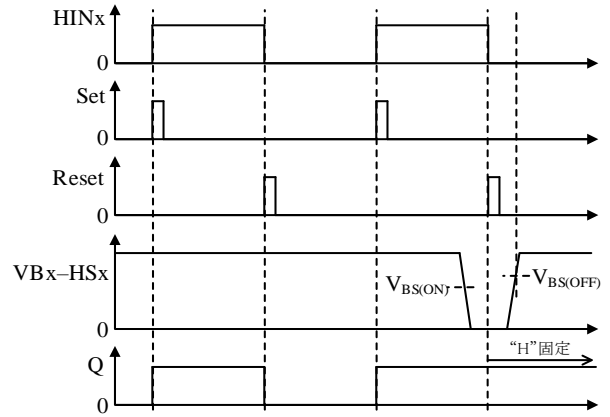 HINx
0
Set
0
Reset
0
VBx–HSx
VBS(ON)
VBS(OFF)
0
“H”固定
Q
0